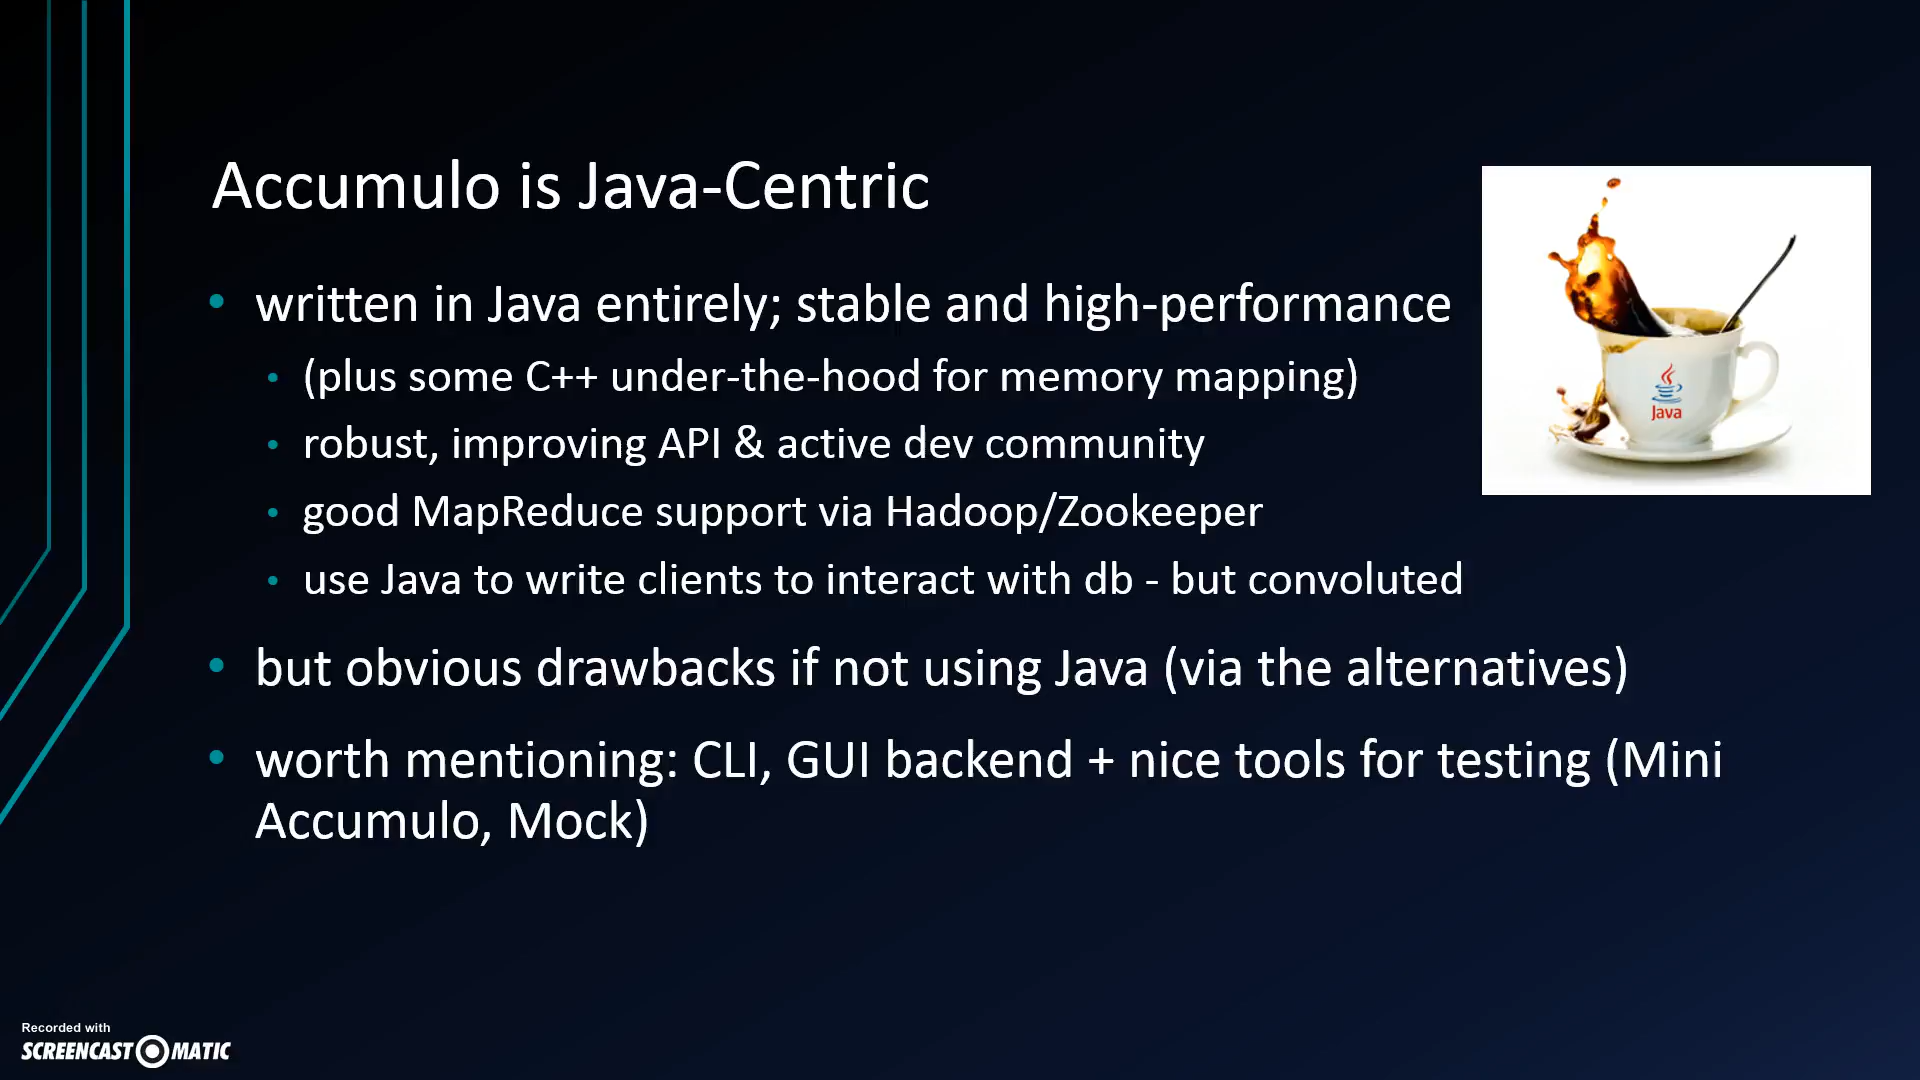 Accumulo is Java-Centric
written in Java entirely; stable and high-performance
(plus some C++ under-the-hood for memory mapping)
robust, improving API & active dev community
good MapReduce support via Hadoop/Zookeeper
use Java to write clients to interact with db - but convoluted
but obvious drawbacks if not using Java (via the alternatives)
worth mentioning: CLI, GUI backend + nice tools for testing (Mini
Accumulo, Mock)
Java
Recorded with
SCREENCAST O MATIC